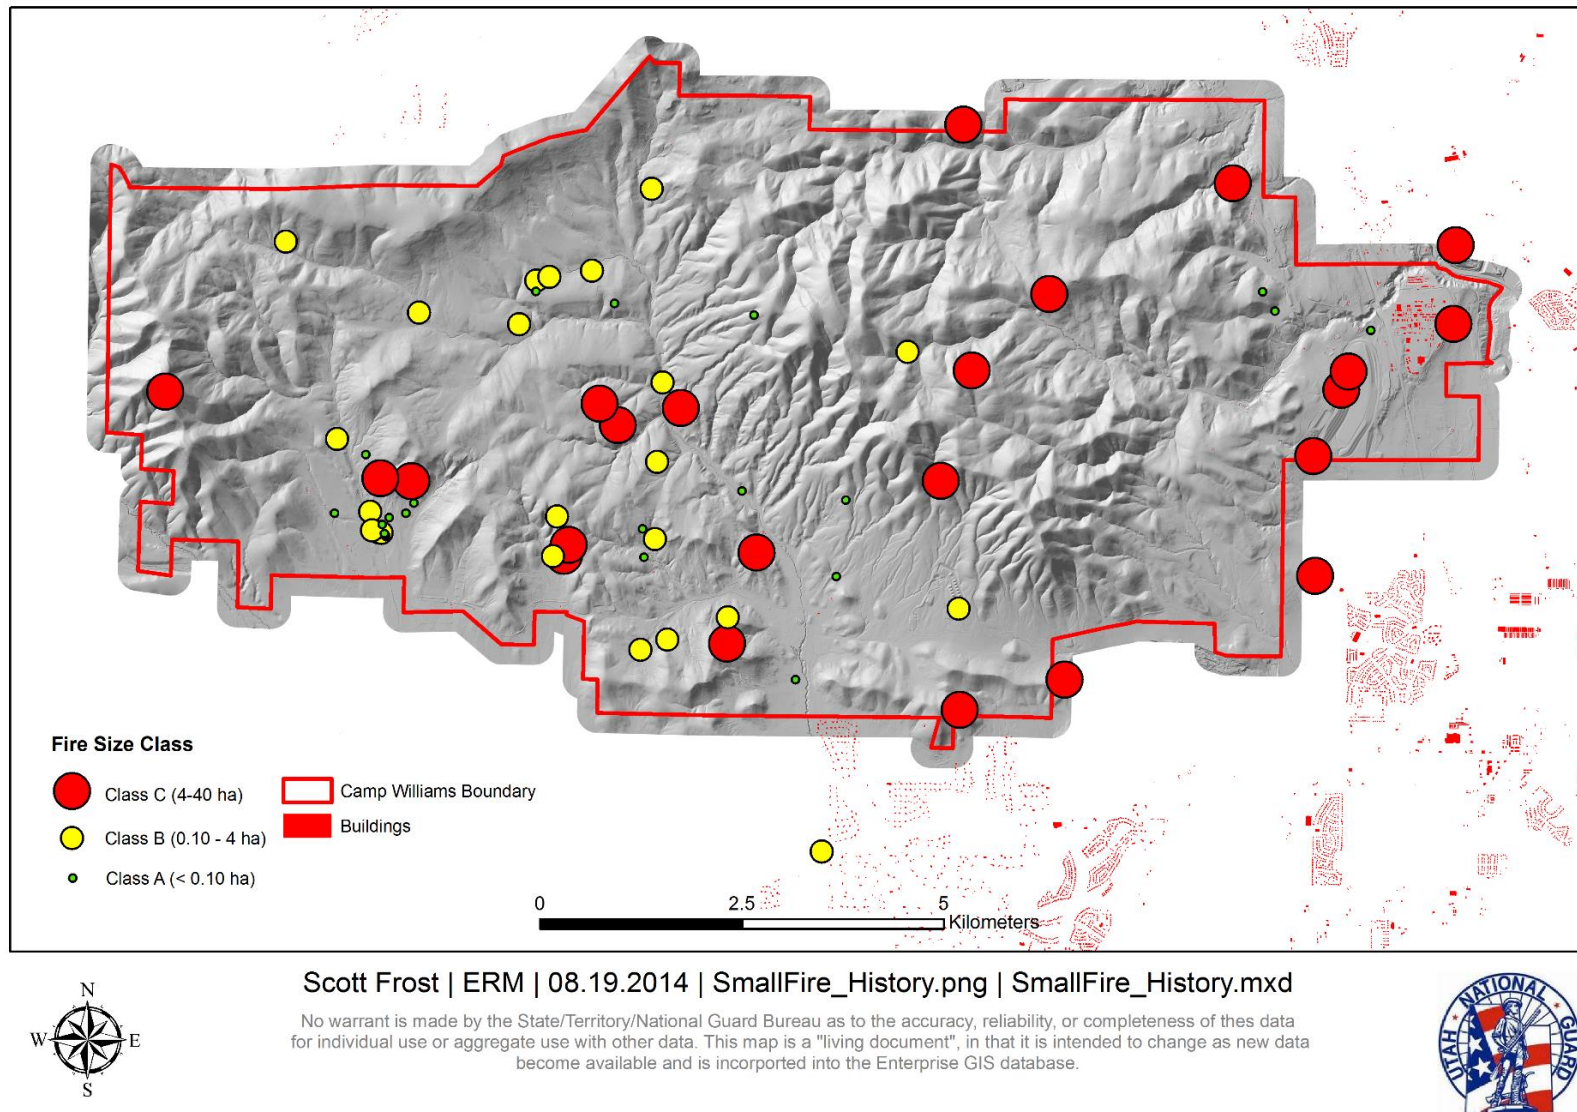 Fire Size Class
Class C (4-40 ha)
Class B (0.10 - 4 ha)
Class A (< 0.10 ha)
Camp Williams Boundary
Buildings
0 2.5 5
Kilometers
N
W E
S
Scott Frost | ERM | 08.19.2014 | SmallFire_History.png | SmallFire_History.mxd
No warrant is made by the State/Territory/National Guard Bureau as to the accuracy, reliability, or completeness of thes data
for individual use or aggregate use with other data. This map is a "living document", in that it is intended to change as new data
become available and is incorported into the Enterprise GIS database.
UTAH NATIONAL GUARD